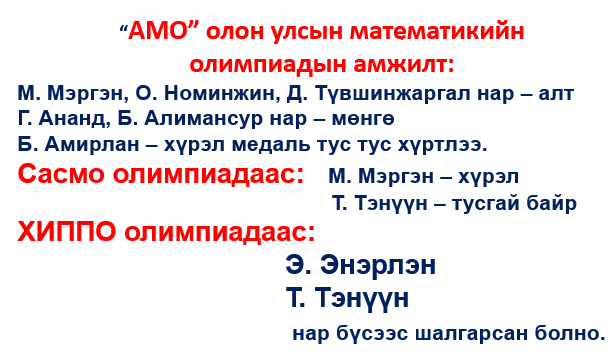 “АМО” олон улсын математикийн
олимпиадын амжилт:
М. Мэргэн, О. Номинжин, Д. Түвшинжаргал нар – алт
Г. Ананд, Б. Алимансур нар – мөнгө
Б. Амирлан – хүрэл медаль тус тус хүртлээ.
Сасмо олимпиадаас: М. Мэргэн – хүрэл
Т. Тэнүүн – тусгай байр
ХИППО олимпиадаас:
Э. Энэрлэн
Т. Тэнүүн
нар бүсээс шалгарсан болно.